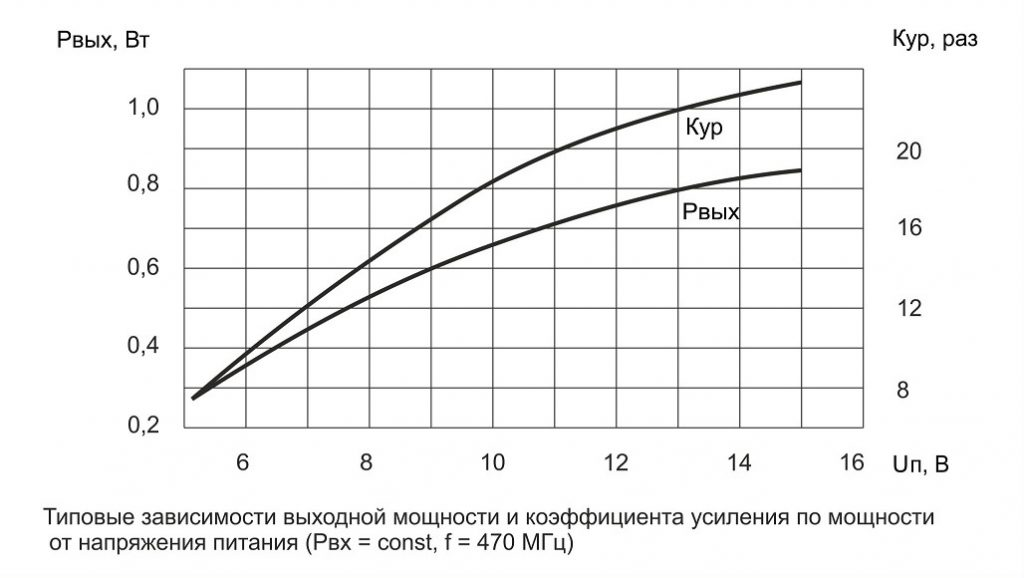 Рвых, Вт
Кур, раз
1,0
0,8
0,6
0,4
0,2
Кур
Рвых
20
16
12
8
6 8 10 12 14 16 Uп, В
Типовые зависимости выходной мощности и коэффициента усиления по мощности
от напряжения питания (Рвх = const, f = 470 МГц)